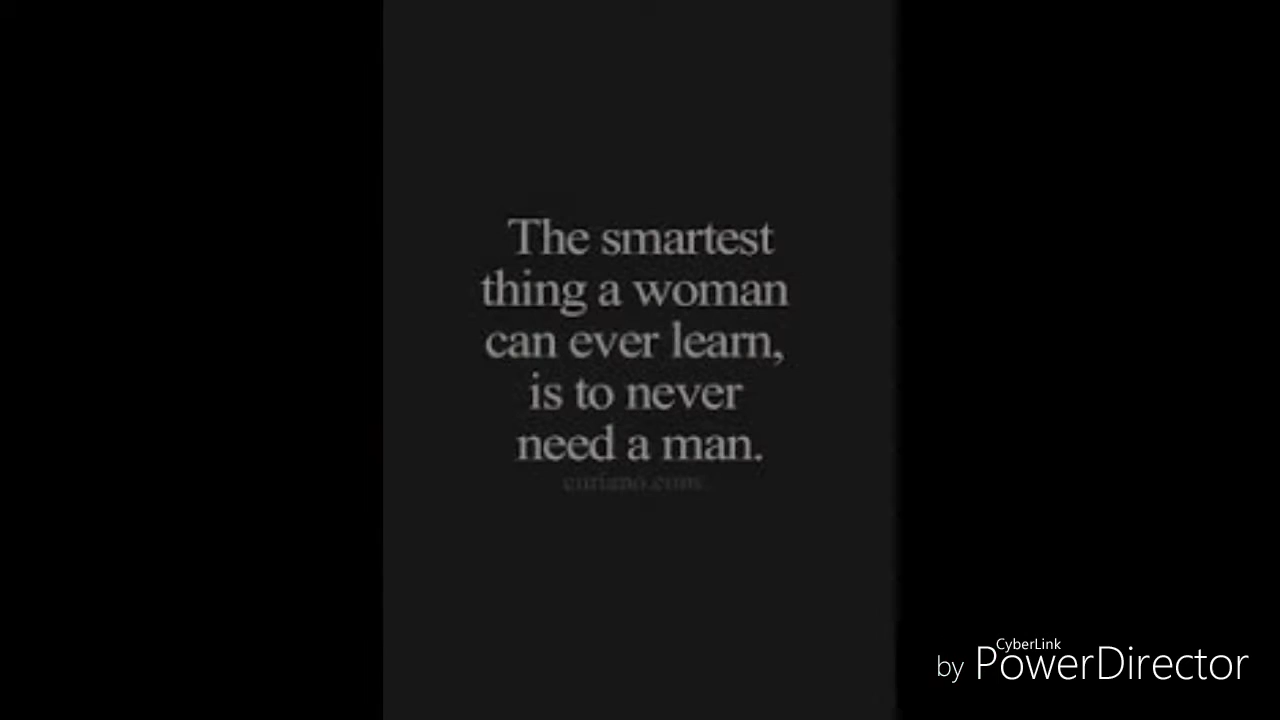 The smartest
thing a woman
can ever learn,
is to never
need a man.
CyberLink
by PowerDirector